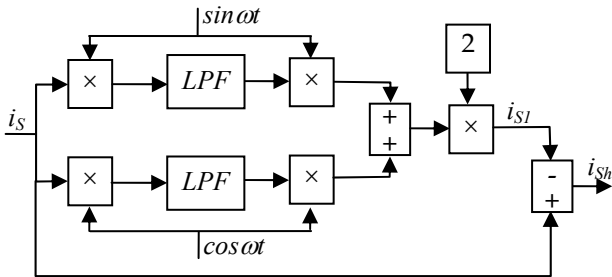 sinωt
2
i_S
×
LPF
×
+
+
×
i_S1
×
LPF
×
-
+
i_Sh
cosωt